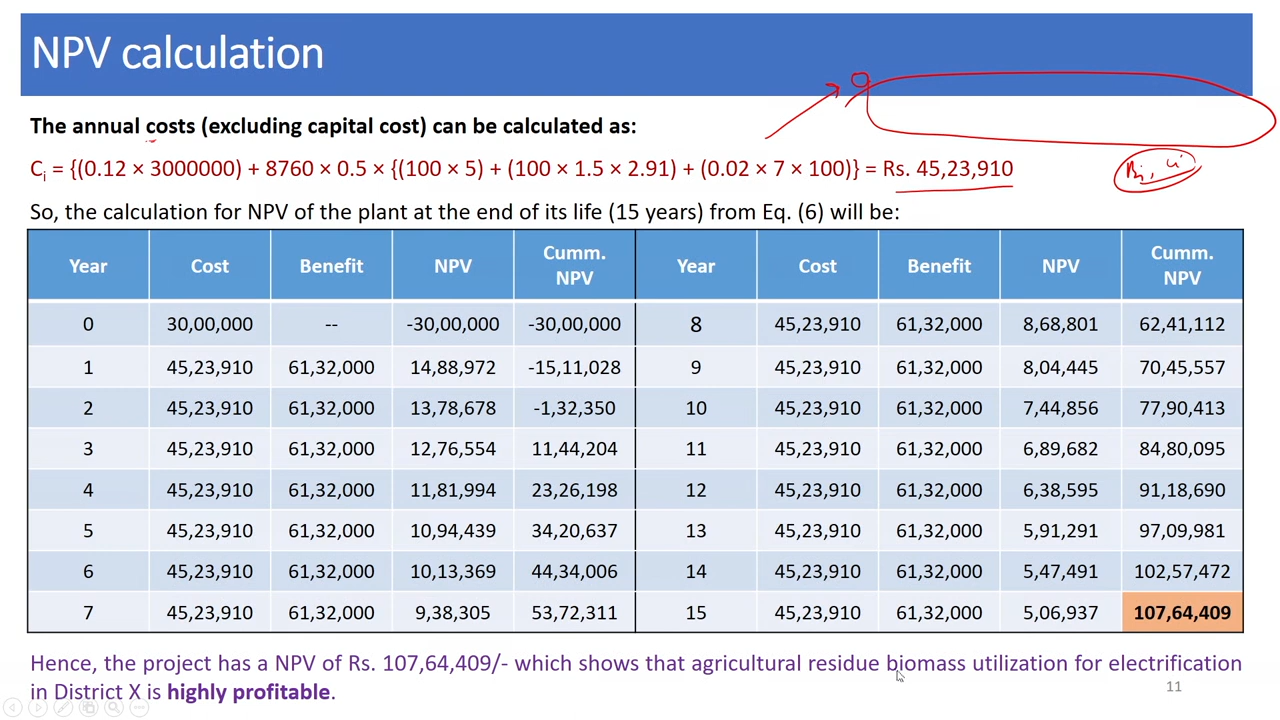 NPV calculation
The annual costs (excluding capital cost) can be calculated as:
Cᵢ = {(0.12 × 3000000) + 8760 × 0.5 × {(100 × 5) + (100 × 1.5 × 2.91) + (0.02 × 7 × 100)} = Rs. 45,23,910
So, the calculation for NPV of the plant at the end of its life (15 years) from Eq. (6) will be:
Year Cost Benefit NPV Cumm. NPV Year Cost Benefit NPV Cumm. NPV
0 30,00,000 -- -30,00,000 -30,00,000 8 45,23,910 61,32,000 8,68,801 62,41,112
1 45,23,910 61,32,000 14,88,972 -15,11,028 9 45,23,910 61,32,000 8,04,445 70,45,557
2 45,23,910 61,32,000 13,78,678 -1,32,350 10 45,23,910 61,32,000 7,44,856 77,90,413
3 45,23,910 61,32,000 12,76,554 11,44,204 11 45,23,910 61,32,000 6,89,682 84,80,095
4 45,23,910 61,32,000 11,81,994 23,26,198 12 45,23,910 61,32,000 6,38,595 91,18,690
5 45,23,910 61,32,000 10,94,439 34,20,637 13 45,23,910 61,32,000 5,91,291 97,09,981
6 45,23,910 61,32,000 10,13,369 44,34,006 14 45,23,910 61,32,000 5,47,491 102,57,472
7 45,23,910 61,32,000 9,38,305 53,72,311 15 45,23,910 61,32,000 5,06,937 107,64,409
Hence, the project has a NPV of Rs. 107,64,409/- which shows that agricultural residue biomass utilization for electrification
in District X is highly profitable.
11